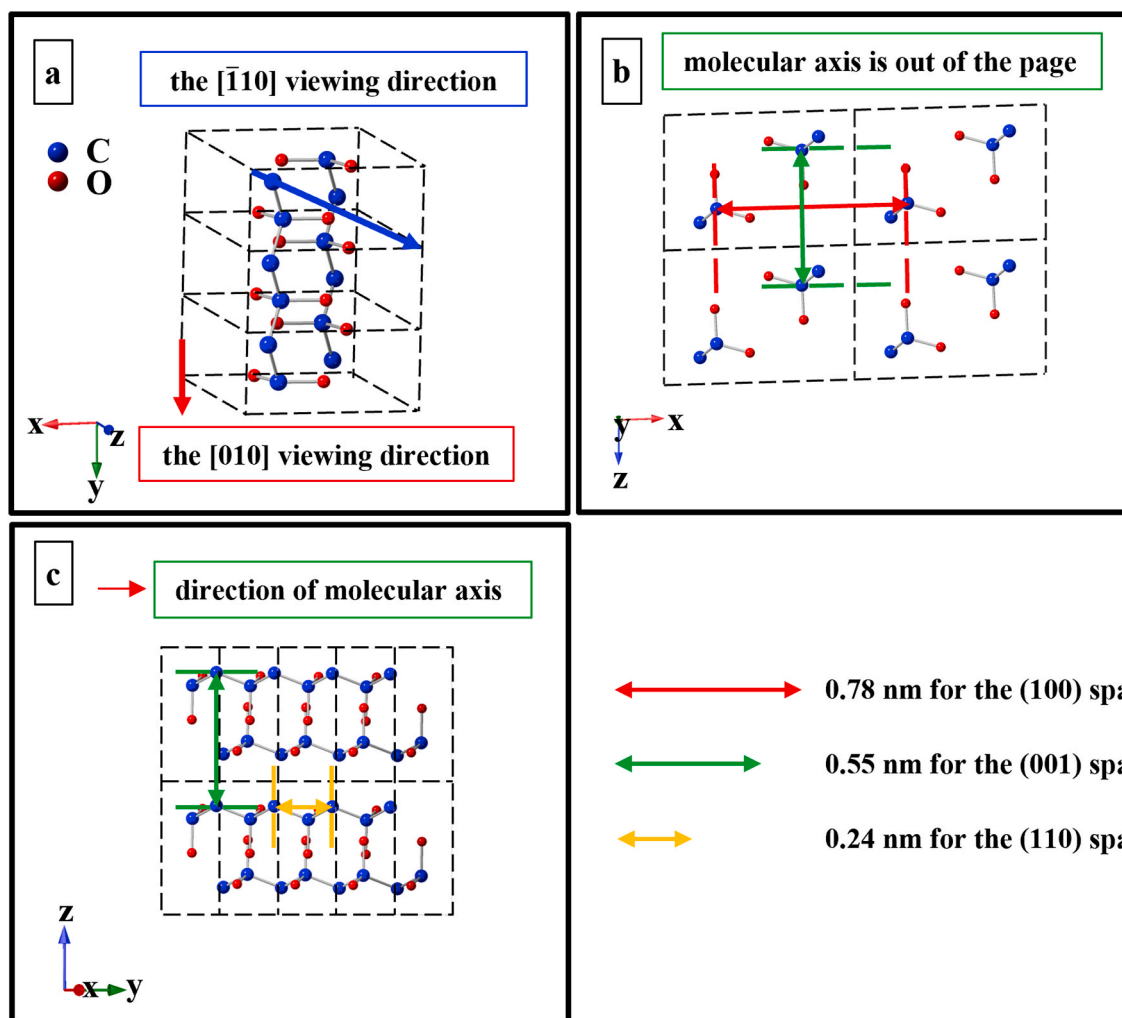 a
the [1̄10] viewing direction
C
O
x
z
y
the [010] viewing direction
b
molecular axis is out of the page
y
x
z
c
direction of molecular axis
z
x
y
0.78 nm for the (100) spa
0.55 nm for the (001) spa
0.24 nm for the (110) spa